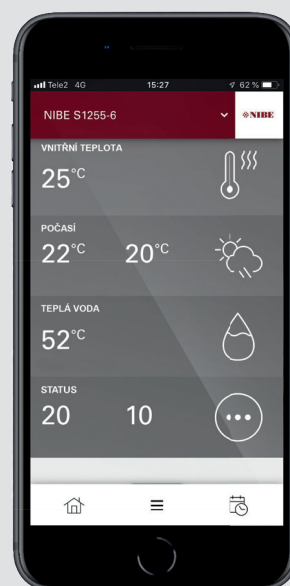 Tele2 4G 15:27 62 %
NIBE S1255-6 NIBE
VNITŘNÍ TEPLOTA
25°C
POČASÍ
22°C 20°C
TEPLÁ VODA
52°C
STATUS
20 10